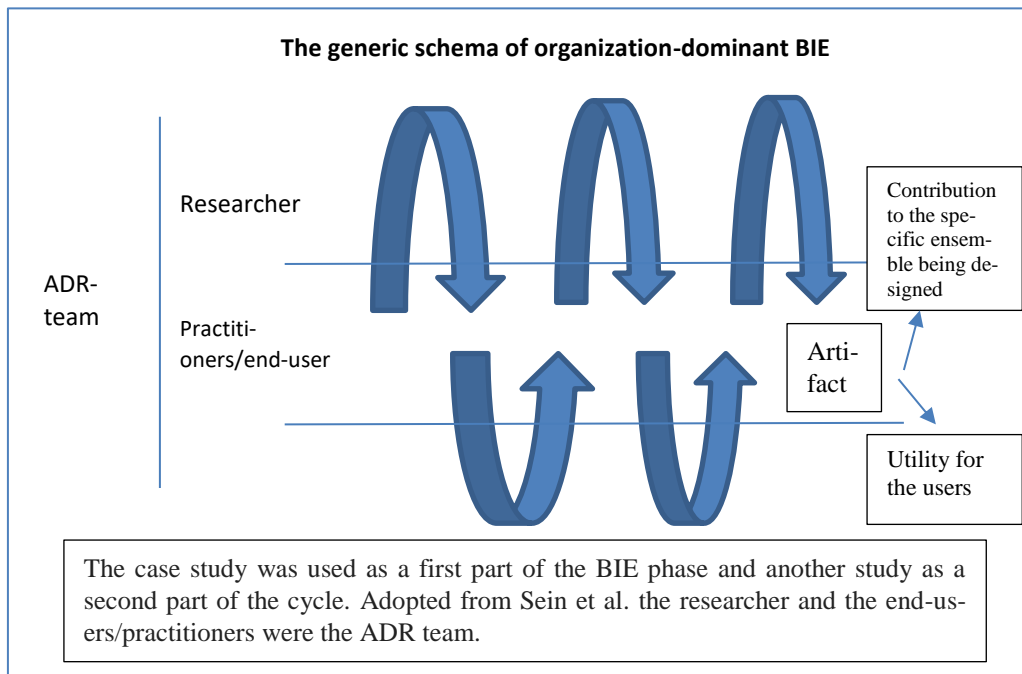 The generic schema of organization-dominant BIE
Researcher
ADR-
team
Practiti-
oners/end-user
Contribution
to the spe-
cific ensem-
ble being de-
signed
Arti-
fact
Utility for
the users
The case study was used as a first part of the BIE phase and another study as a
second part of the cycle. Adopted from Sein et al. the researcher and the end-us-
ers/practitioners were the ADR team.